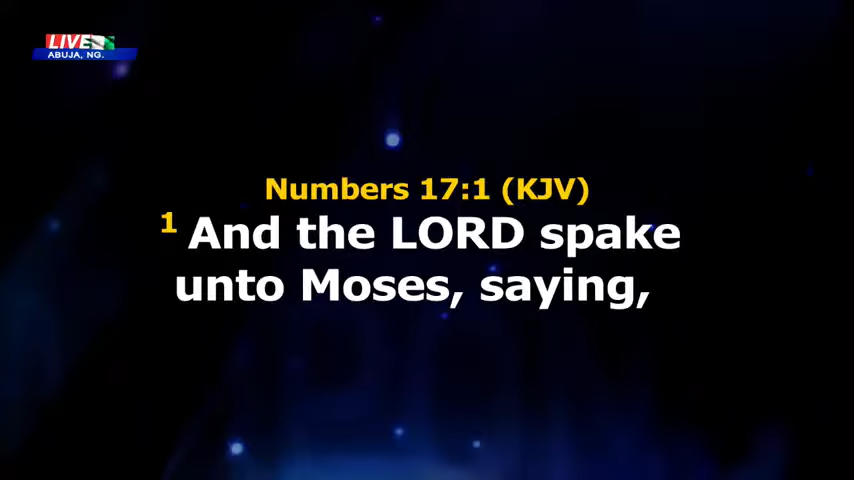 LIVE
ABUJA, NG.
Numbers 17:1 (KJV)
1 And the LORD spake
unto Moses, saying,